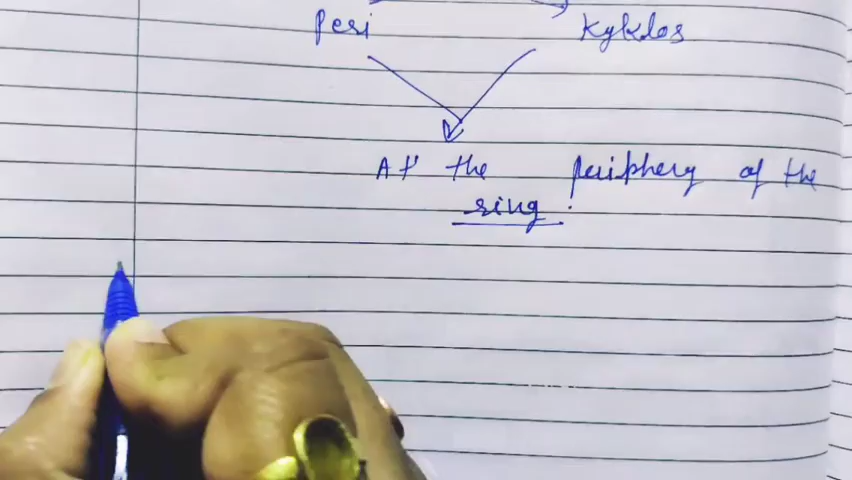 Peri Kyklos
At the periphery of the
ring.